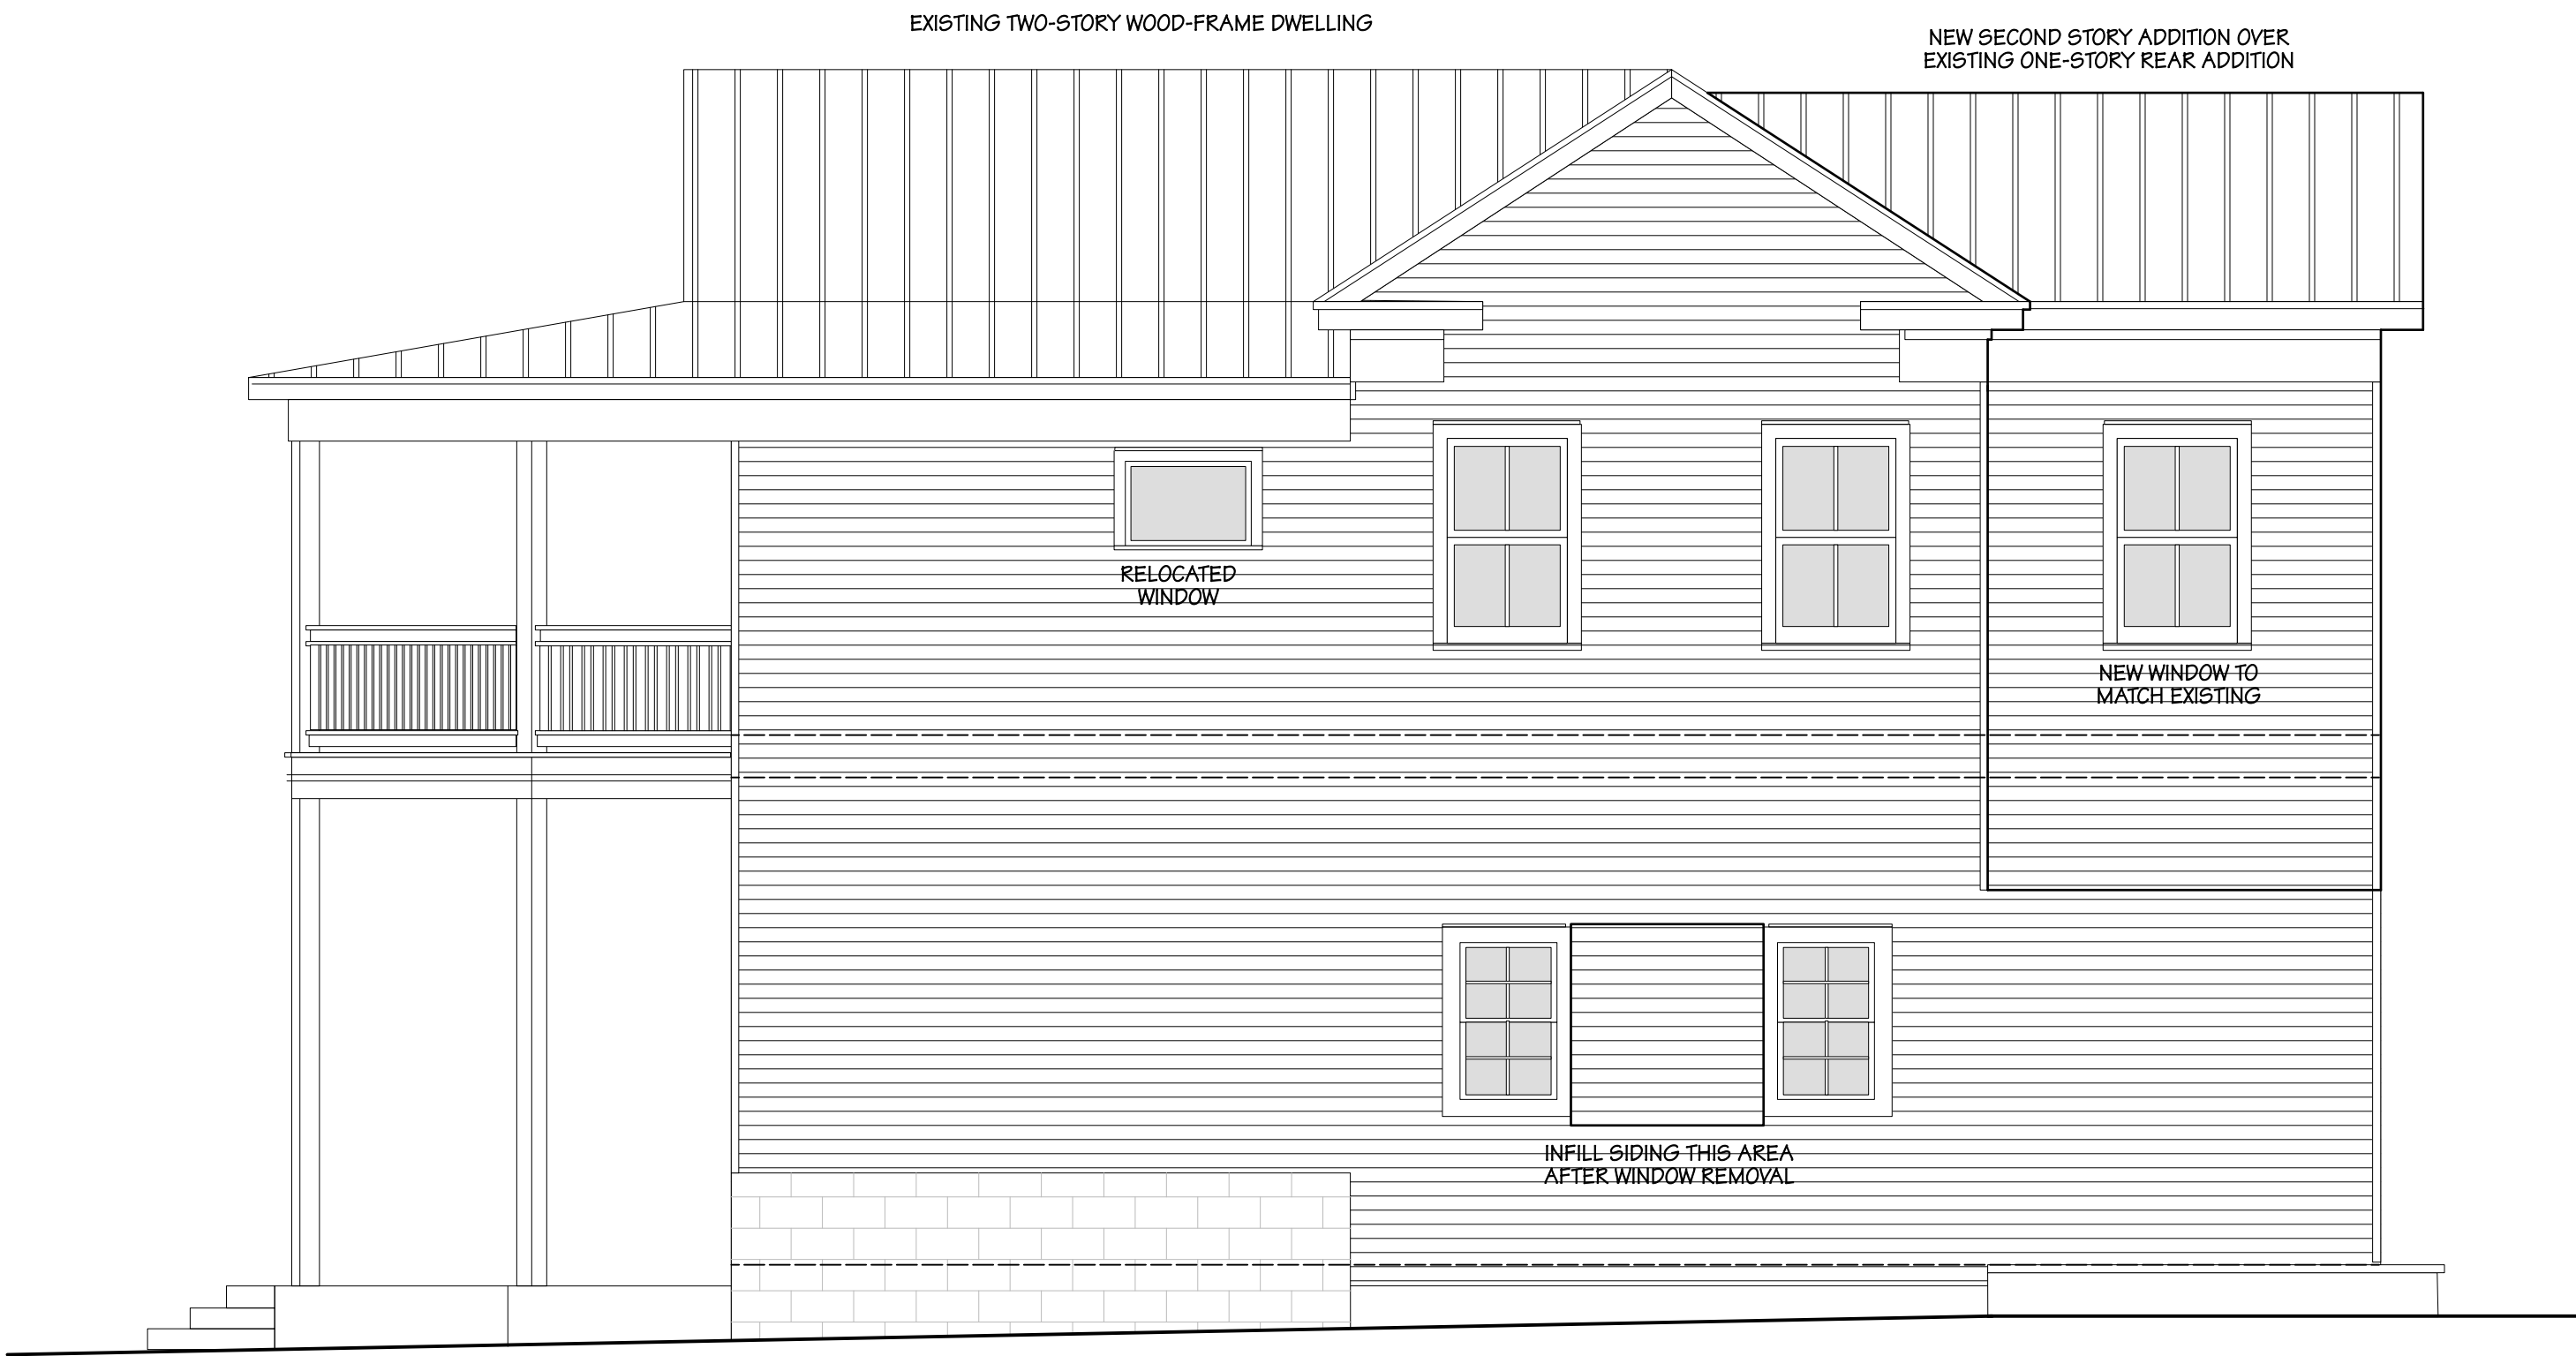 EXISTING TWO-STORY WOOD-FRAME DWELLING
NEW SECOND STORY ADDITION OVER
EXISTING ONE-STORY REAR ADDITION
RELOCATED
WINDOW
NEW WINDOW TO
MATCH EXISTING
INFILL SIDING THIS AREA
AFTER WINDOW REMOVAL